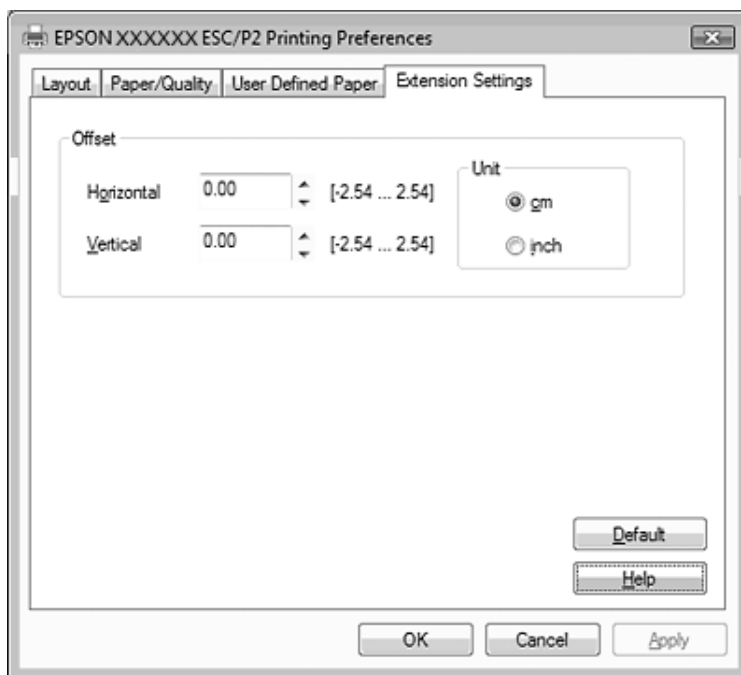 EPSON XXXXXX ESC/P2 Printing Preferences
Layout Paper/Quality User Defined Paper Extension Settings
Offset
Horizontal 0.00 [-2.54 ... 2.54]
Vertical 0.00 [-2.54 ... 2.54]
Unit
cm
inch
Default
Help
OK Cancel Apply